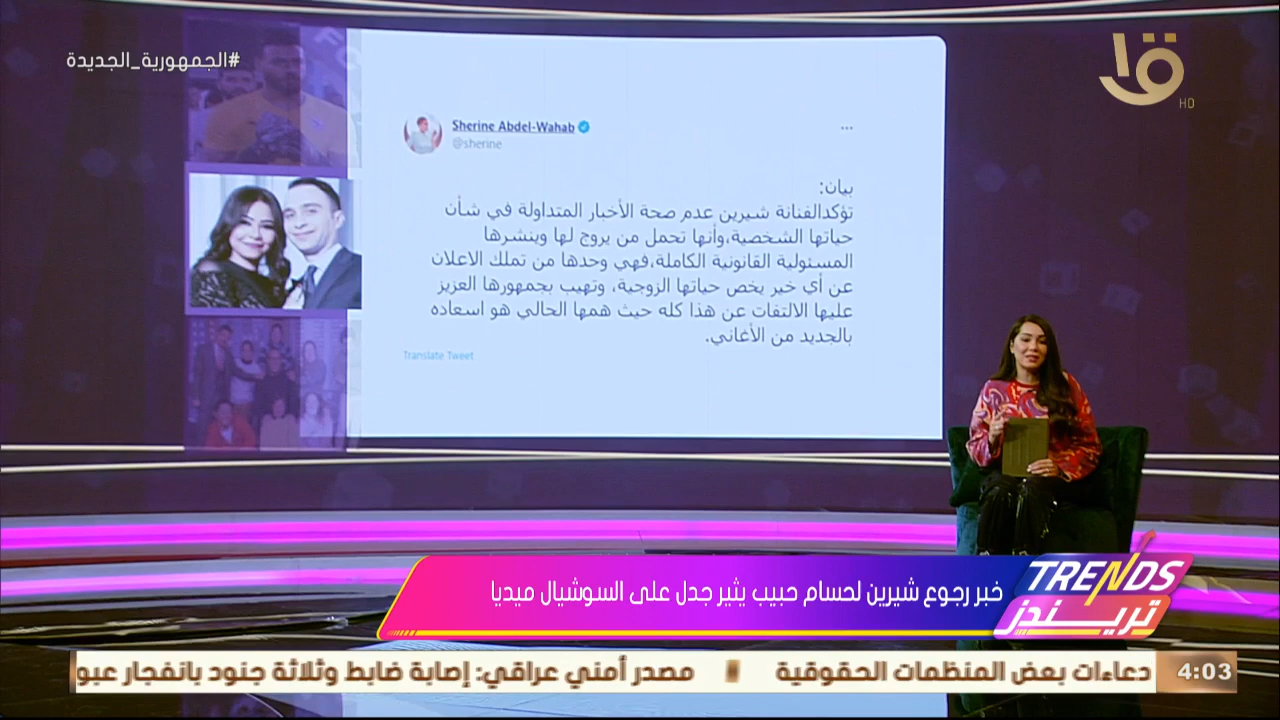 #الجمهورية_الجديدة
HD
Sherine Abdel-Wahab
@sherine
بيان:
تؤكدالفنانة شيرين عدم صحة الأخبار المتداولة في شأن
حياتها الشخصية،وأنها تحمل من يروج لها وينشرها
المسئولية القانونية الكاملة،فهي وحدها من تملك الاعلان
عن أي خبر يخص حياتها الزوجية، وتهيب بجمهورها العزيز
عليها الالتفات عن هذا كله حيث همها الحالي هو اسعاده
بالجديد من الأغاني.
Translate Tweet
TRENDS
تريندز
خبر رجوع شيرين لحسام حبيب يثير جدل على السوشيال ميديا
4:03
دعاءات بعض المنظمات الحقوقية
مصدر أمني عراقي: إصابة ضابط وثلاثة جنود بانفجار عبو